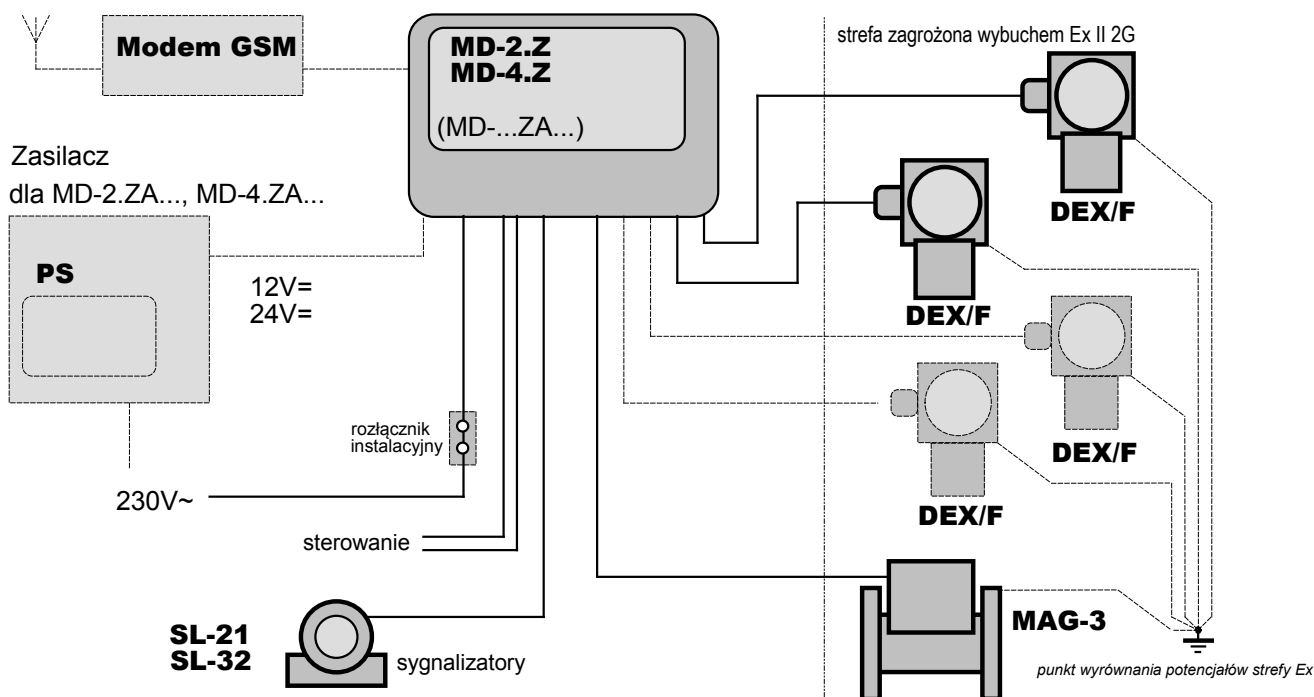 Modem GSM
MD-2.Z
MD-4.Z
(MD-...ZA...)
strefa zagrożona wybuchem Ex II 2G
DEX/F
Zasilacz
dla MD-2.ZA..., MD-4.ZA...
PS
12V=
24V=
DEX/F
rozłącznik
instalacyjny
DEX/F
230V~
DEX/F
sterowanie
SL-21
SL-32
sygnalizatory
MAG-3
punkt wyrównania potencjałów strefy Ex